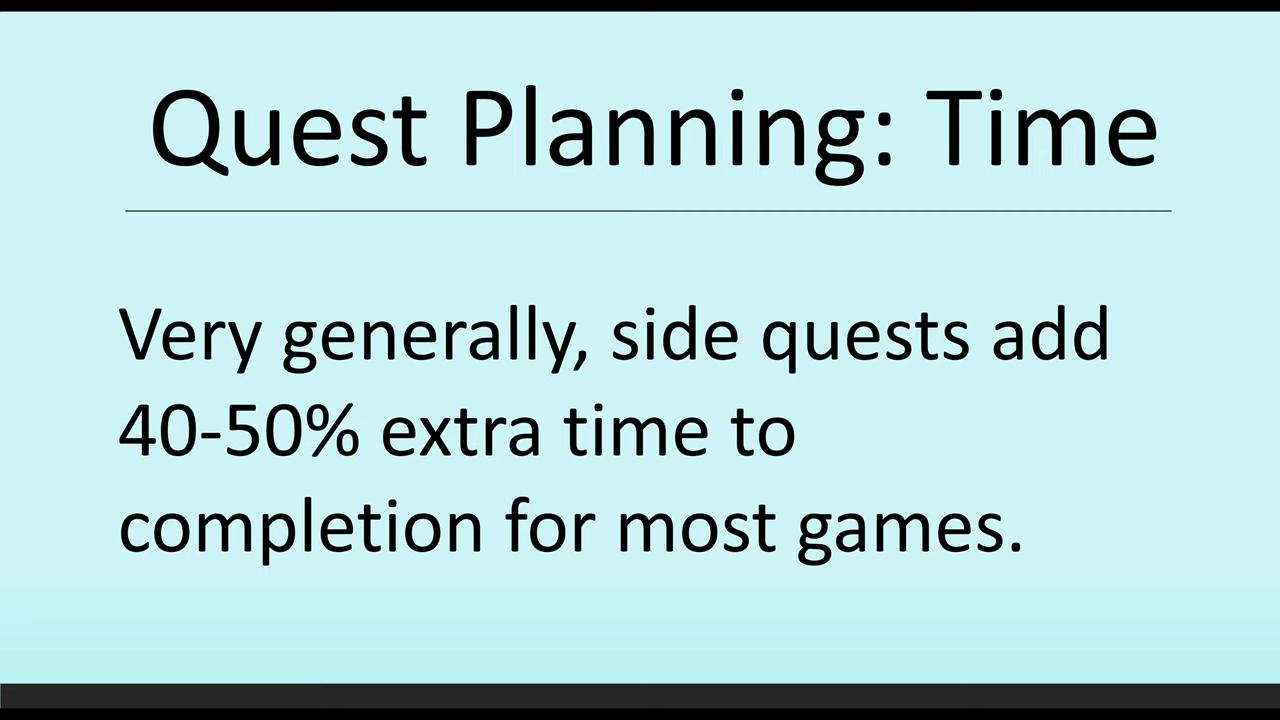 Quest Planning: Time
Very generally, side quests add
40-50% extra time to
completion for most games.